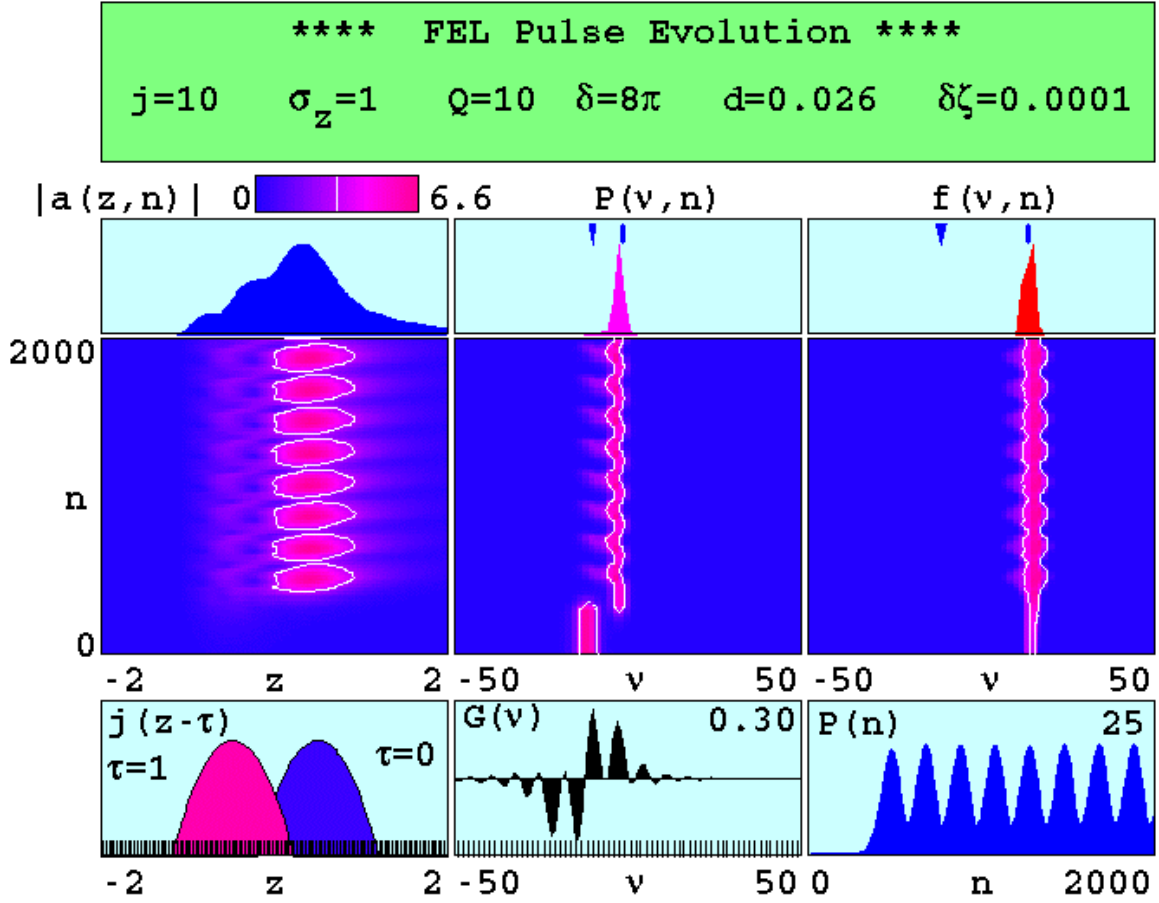 **** FEL Pulse Evolution ****
j=10 σz=1 Q=10 δ=8π d=0.026 δζ=0.0001
|a(z,n)| 0 6.6 P(ν,n) f(ν,n)
2000
n
0
-2 z 2 -50 ν 50 -50 ν 50
j(z-τ) G(ν) 0.30 P(n) 25
τ=1 τ=0
-2 z 2 -50 ν 50 0 n 2000